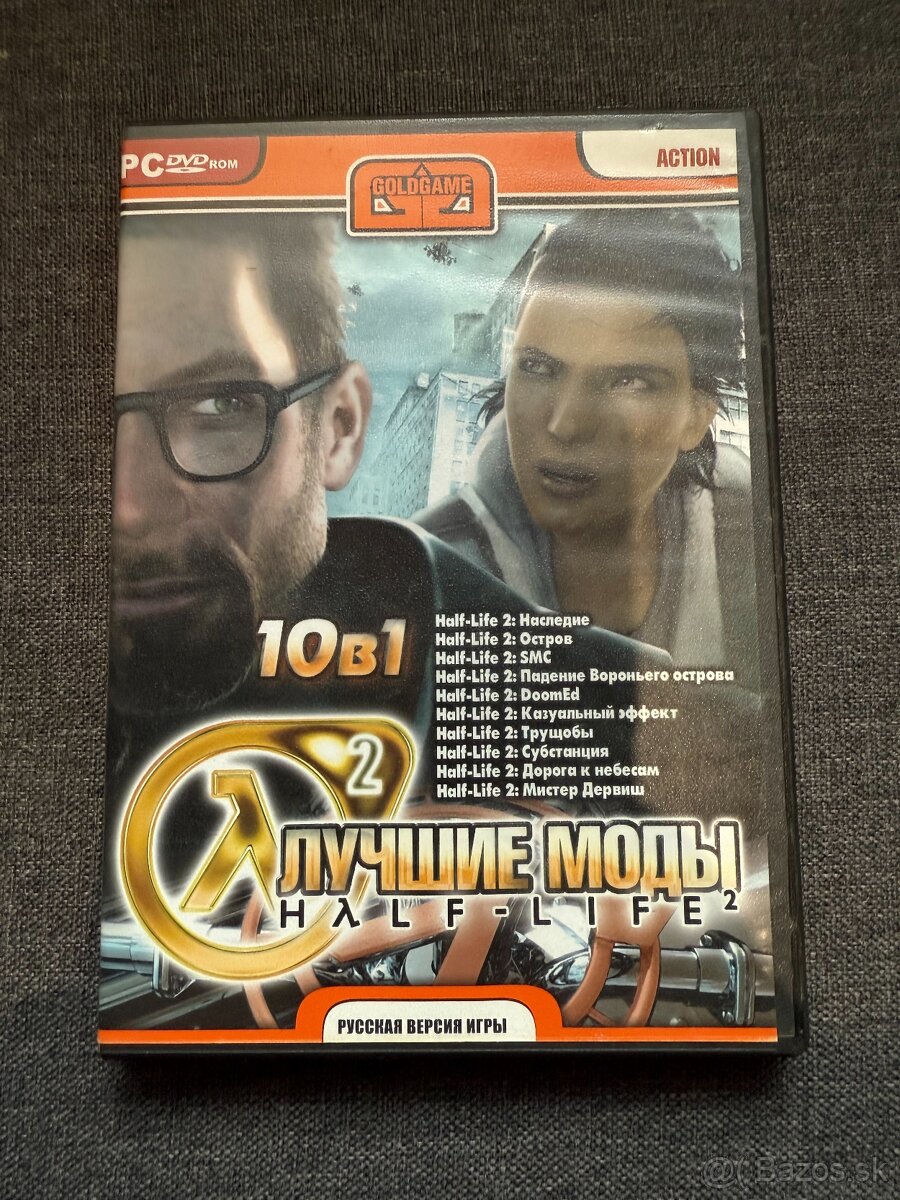 PC DVD ROM
ACTION
GOLDGAME
10в1
Half-Life 2: Наследие
Half-Life 2: Остров
Half-Life 2: SMC
Half-Life 2: Падение Вороньего острова
Half-Life 2: DoomEd
Half-Life 2: Казуальный эффект
Half-Life 2: Трущобы
Half-Life 2: Субстанция
Half-Life 2: Дорога к небесам
Half-Life 2: Мистер Дервиш
λ2
ЛУЧШИЕ МОДЫ
HλLF-LIFE2
РУССКАЯ ВЕРСИЯ ИГРЫ
Bazos.sk